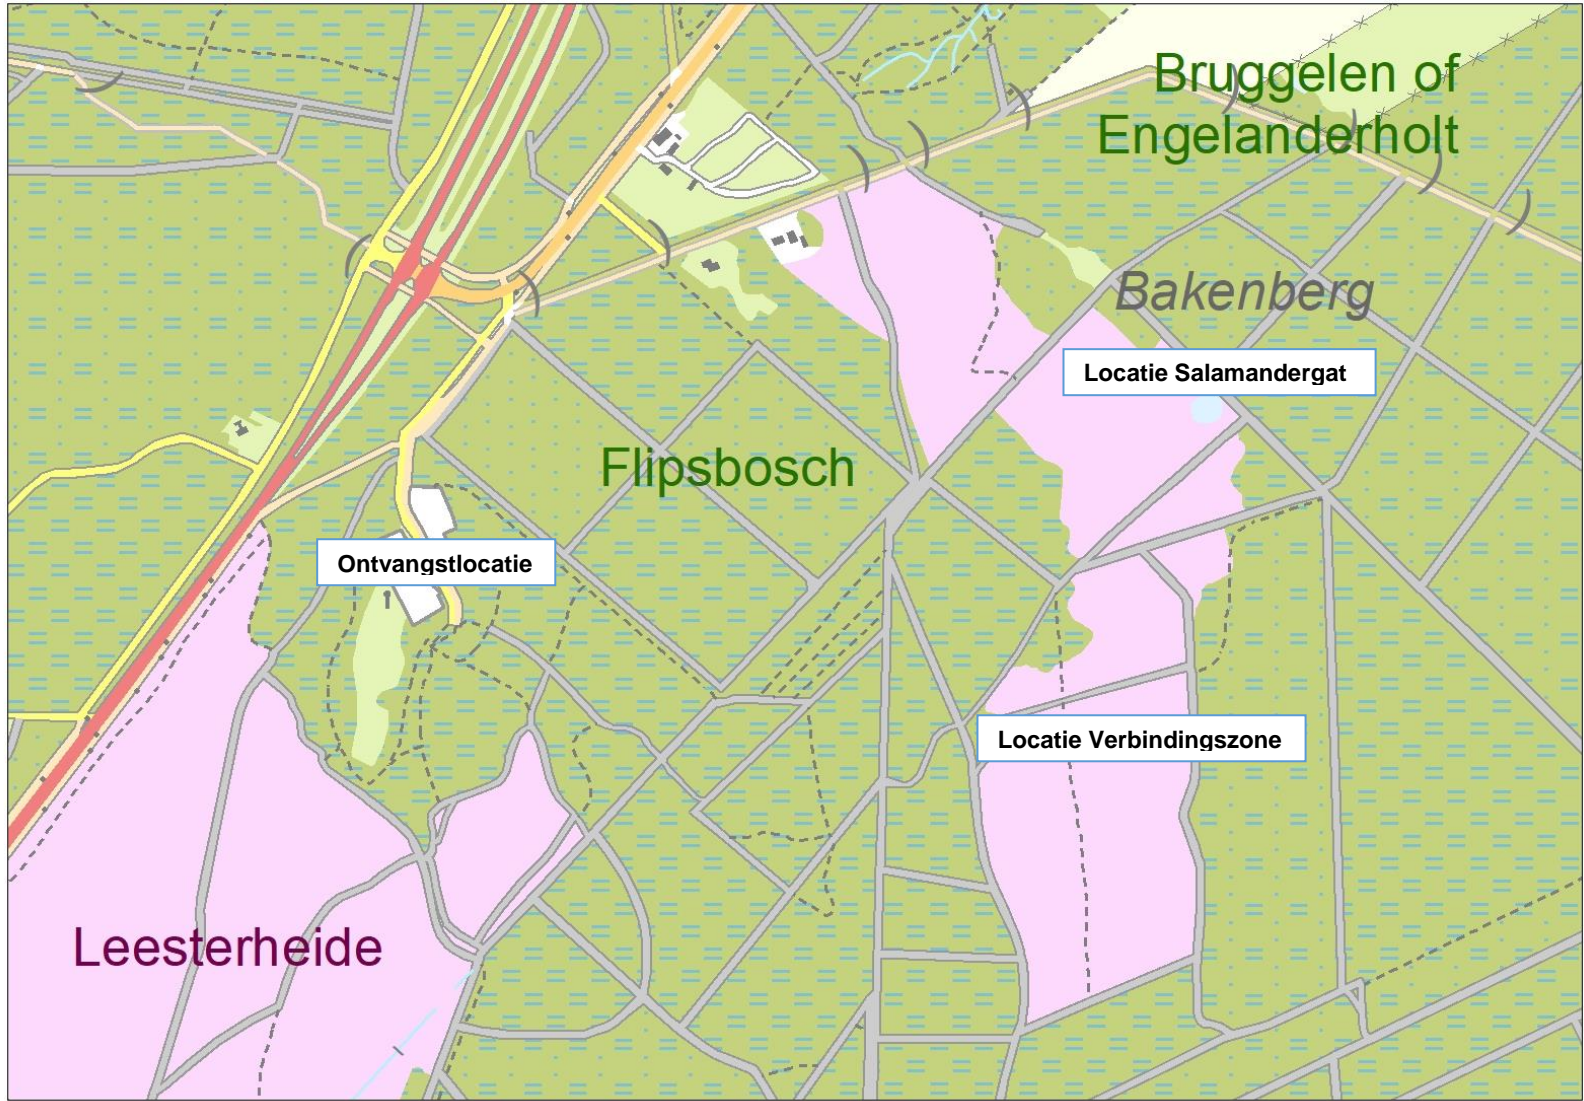 Bruggelen of
Engelanderholt
Bakenberg
Locatie Salamandergat
Flipsbosch
Ontvangstlocatie
Locatie Verbindingszone
Leesterheide